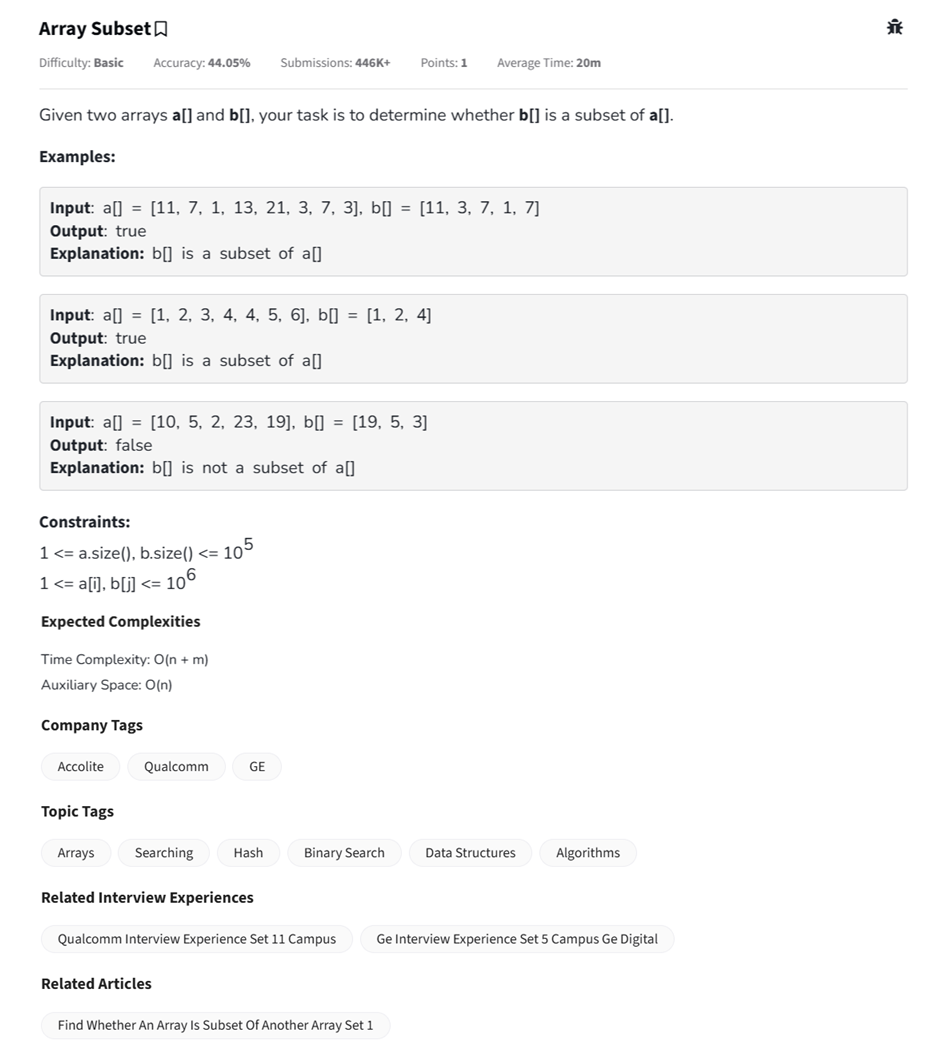 Array Subset
Difficulty: Basic Accuracy: 44.05% Submissions: 446K+ Points: 1 Average Time: 20m
Given two arrays a[] and b[], your task is to determine whether b[] is a subset of a[].
Examples:
Input: a[] = [11, 7, 1, 13, 21, 3, 7, 3], b[] = [11, 3, 7, 1, 7]
Output: true
Explanation: b[] is a subset of a[]
Input: a[] = [1, 2, 3, 4, 4, 5, 6], b[] = [1, 2, 4]
Output: true
Explanation: b[] is a subset of a[]
Input: a[] = [10, 5, 2, 23, 19], b[] = [19, 5, 3]
Output: false
Explanation: b[] is not a subset of a[]
Constraints:
1 <= a.size(), b.size() <= 10^5
1 <= a[i], b[j] <= 10^6
Expected Complexities
Time Complexity: O(n + m)
Auxiliary Space: O(n)
Company Tags
Accolite Qualcomm GE
Topic Tags
Arrays Searching Hash Binary Search Data Structures Algorithms
Related Interview Experiences
Qualcomm Interview Experience Set 11 Campus Ge Interview Experience Set 5 Campus Ge Digital
Related Articles
Find Whether An Array Is Subset Of Another Array Set 1